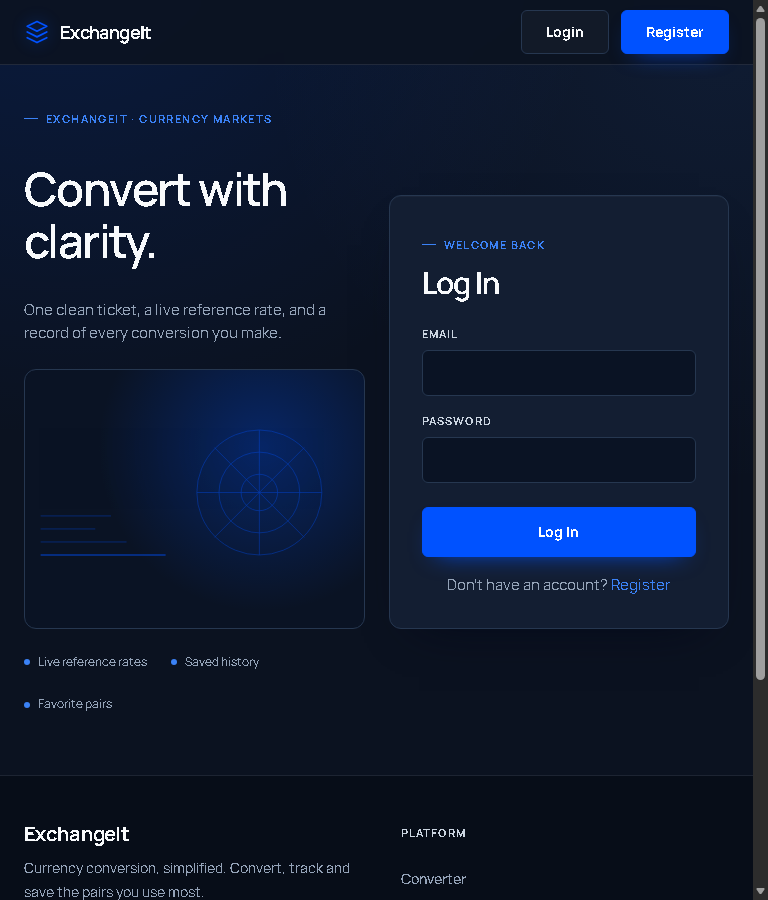 ExchangeIt
Login
Register
EXCHANGEIT · CURRENCY MARKETS
Convert with
clarity.
One clean ticket, a live reference rate, and a
record of every conversion you make.
Live reference rates
Saved history
Favorite pairs
WELCOME BACK
Log In
EMAIL
PASSWORD
Log In
Don't have an account? Register
ExchangeIt
Currency conversion, simplified. Convert, track and
save the pairs you use most.
PLATFORM
Converter